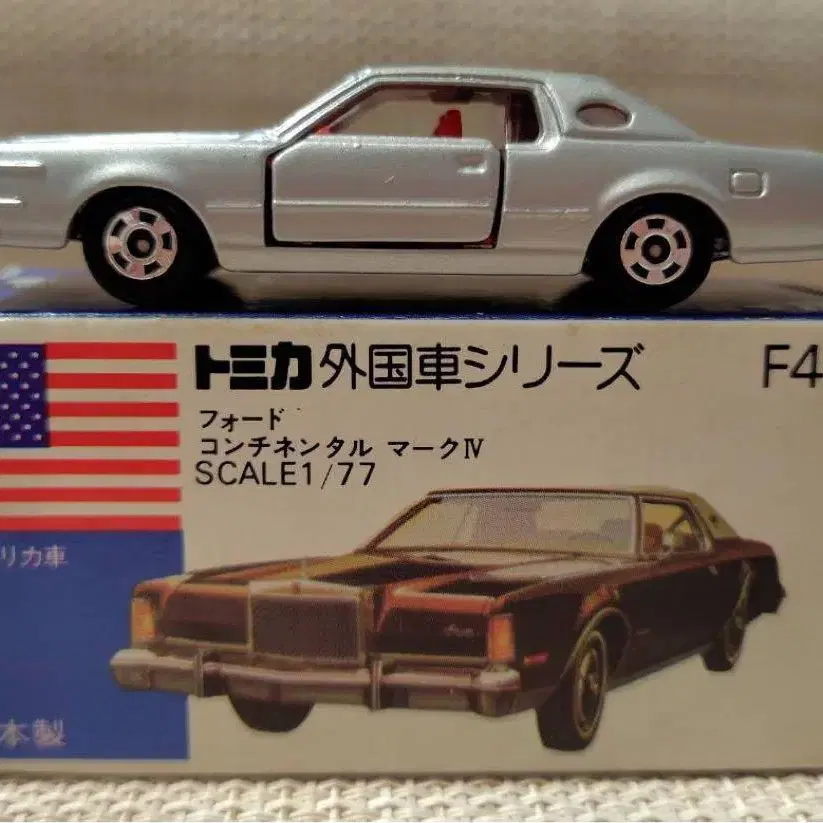 トミカ外国車シリーズ F4
フォード
コンチネンタル マークⅣ
SCALE1/77
リカ車
本製